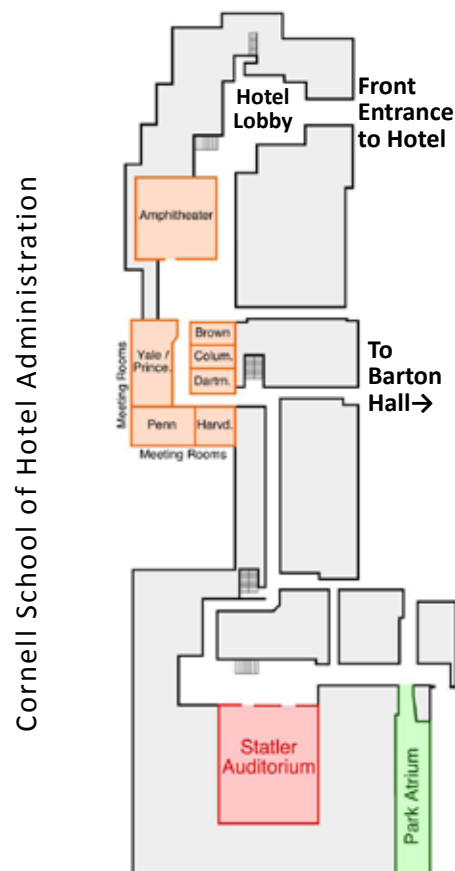 Cornell School of Hotel Administration
Hotel
Lobby
Front
Entrance
to Hotel
Amphitheater
Meeting Rooms
Yale /
Prince.
Brown
Colum.
Dartm.
To
Barton
Hall→
Penn
Harvd.
Meeting Rooms
Statler
Auditorium
Park Atrium